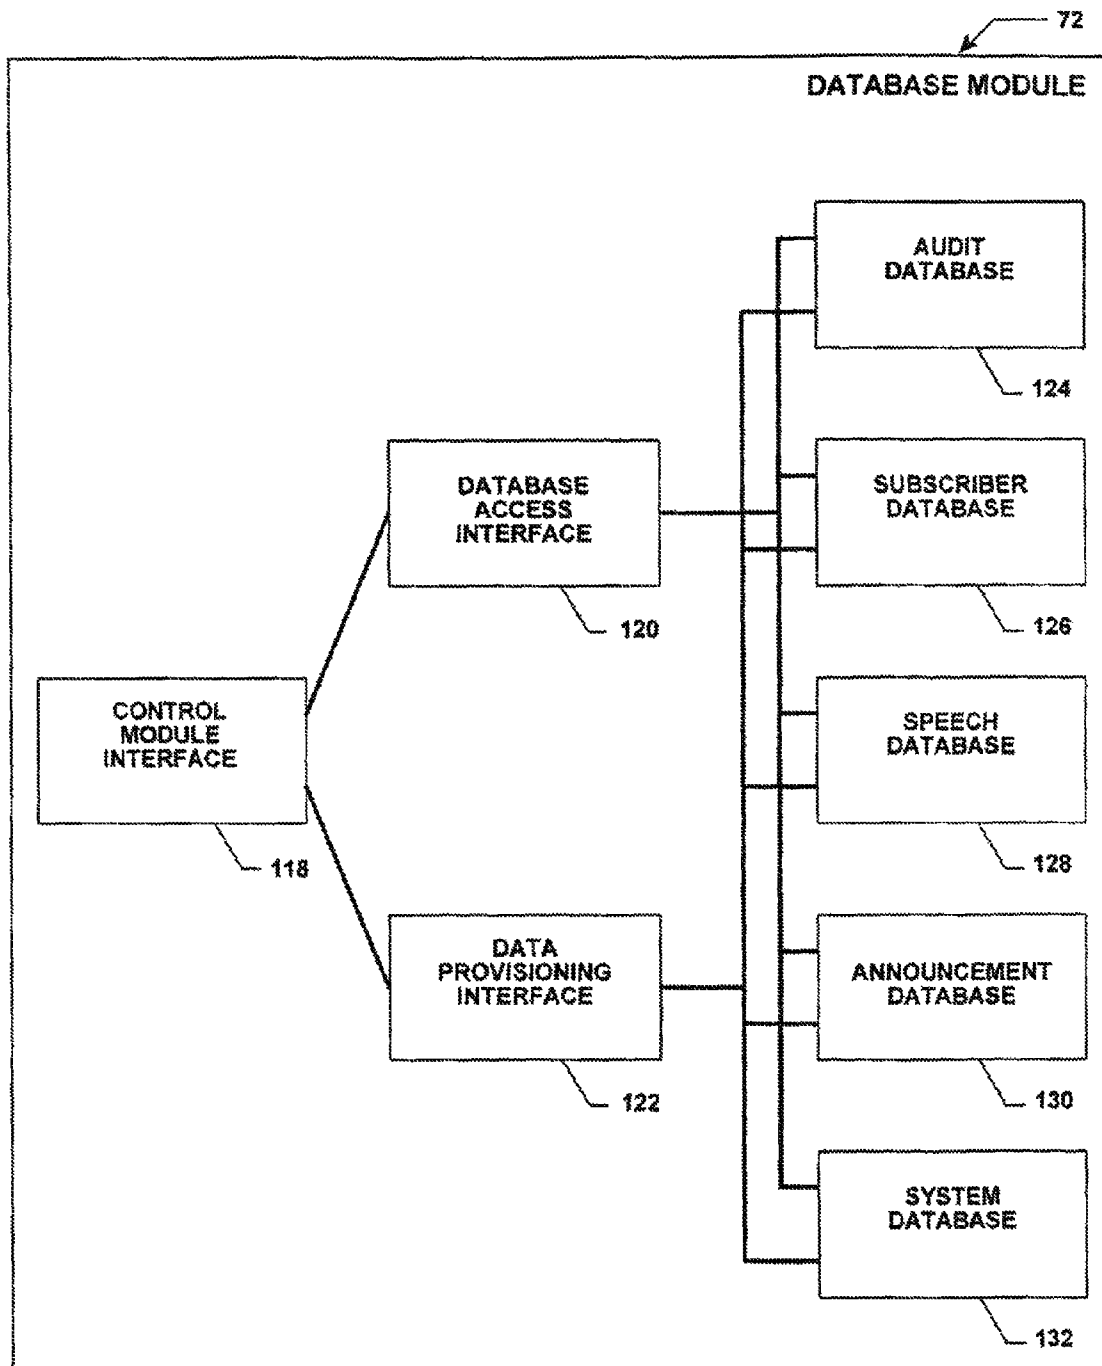 72
DATABASE MODULE
AUDIT
DATABASE
124
DATABASE
ACCESS
INTERFACE
120
SUBSCRIBER
DATABASE
126
CONTROL
MODULE
INTERFACE
118
SPEECH
DATABASE
128
DATA
PROVISIONING
INTERFACE
122
ANNOUNCEMENT
DATABASE
130
SYSTEM
DATABASE
132